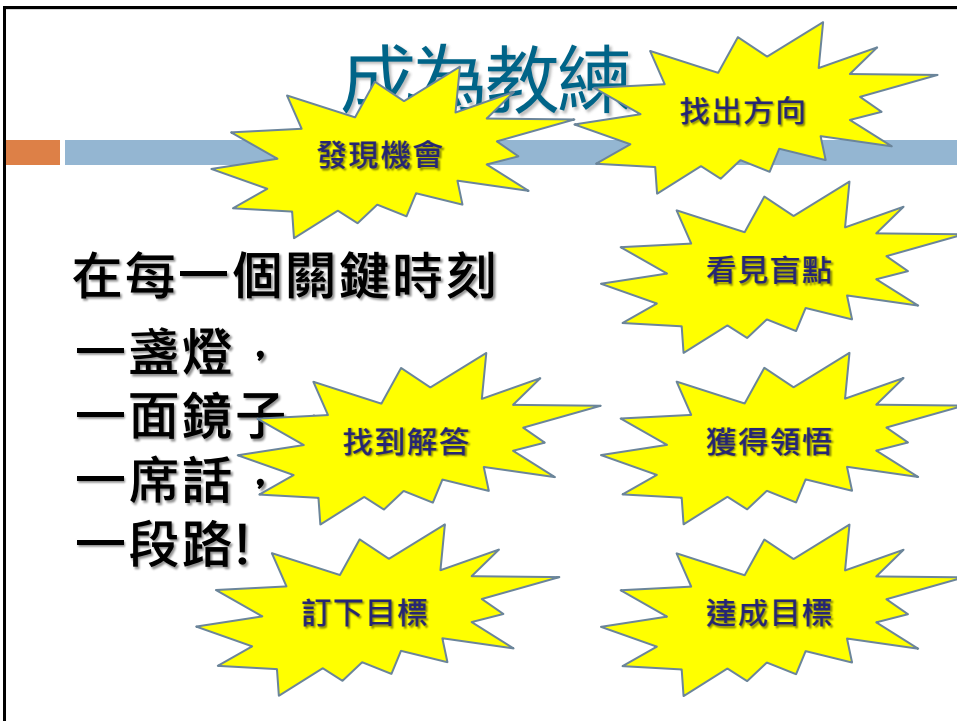 成為教練
發現機會
找出方向
在每一個關鍵時刻
看見盲點
一盞燈，
一面鏡子
一席話，
一段路!
找到解答
獲得領悟
訂下目標
達成目標